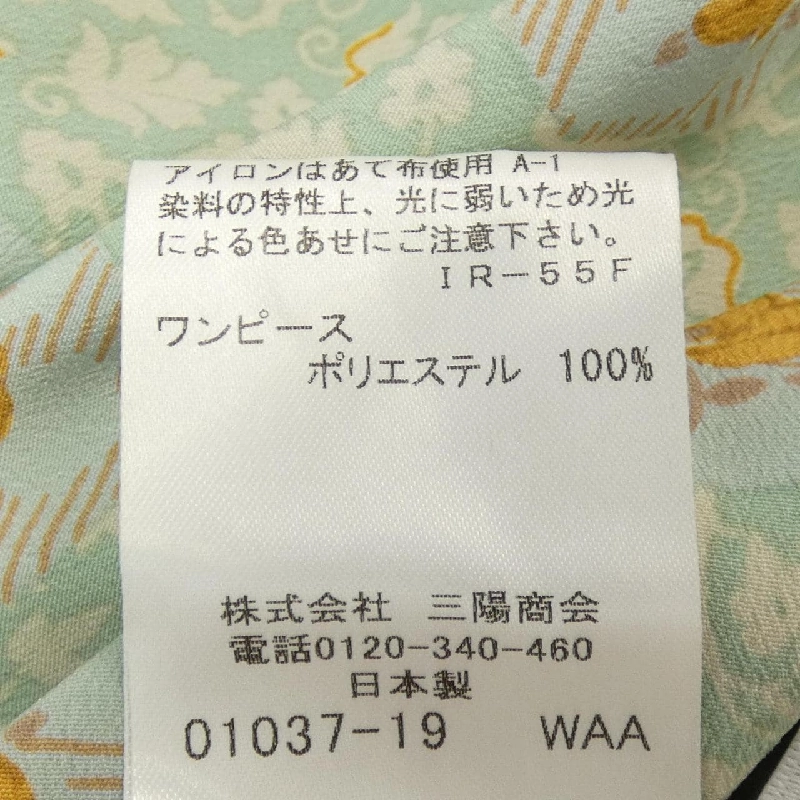 アイロンはあて布使用 A-1
染料の特性上、光に弱いため光
による色あせにご注意下さい。
IR-55F
ワンピース
ポリエステル 100%
株式会社 三陽商会
電話0120-340-460
日本製
01037-19 WAA